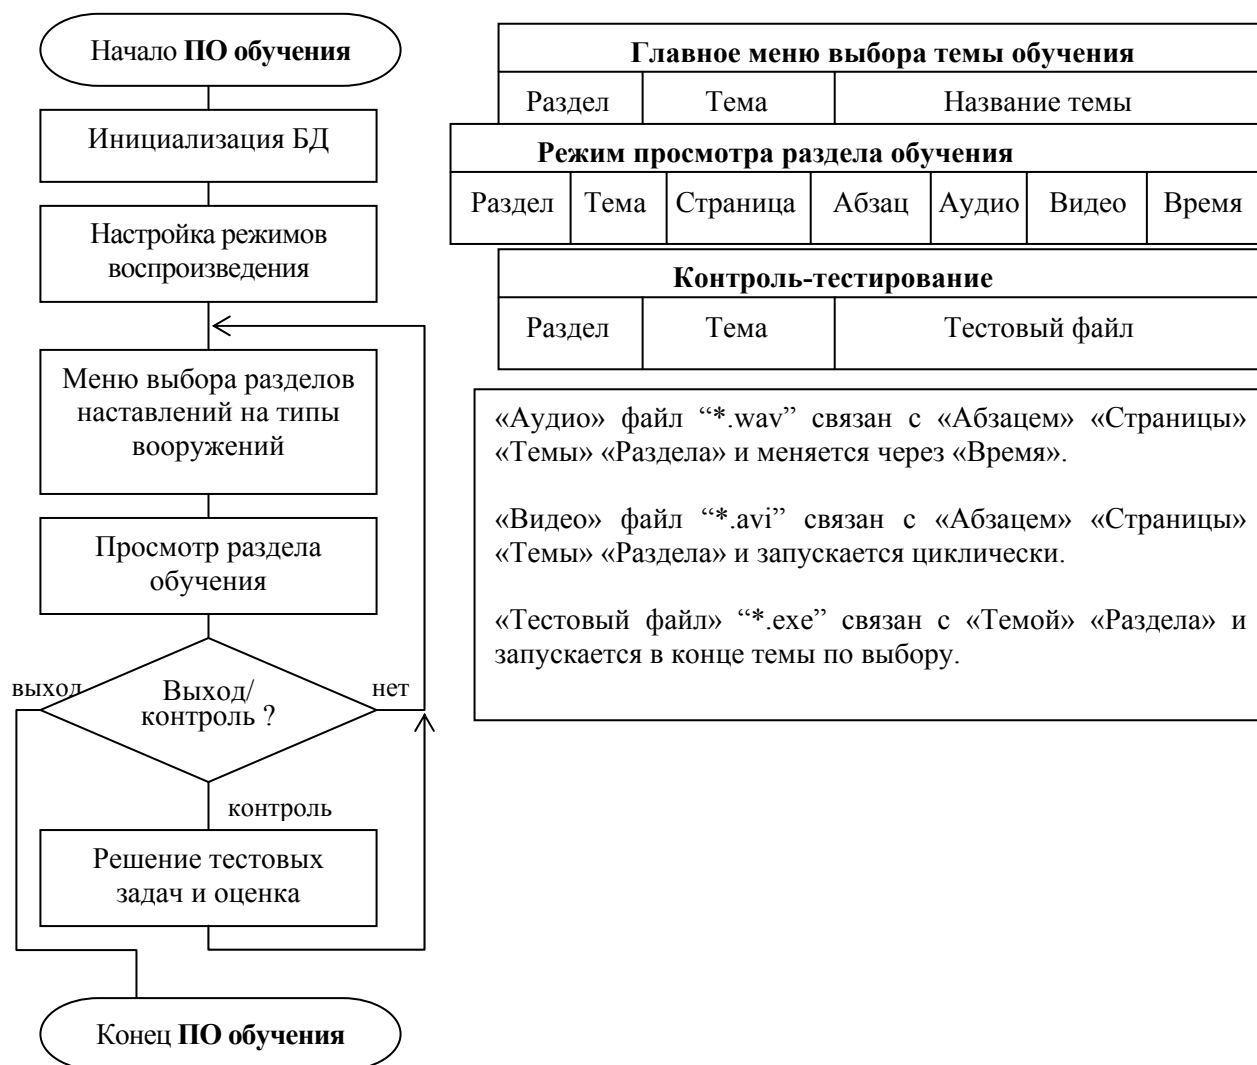 Начало ПО обучения
Инициализация БД
Настройка режимов
воспроизведения
Меню выбора разделов
наставлений на типы
вооружений
Просмотр раздела
обучения
выход
Выход/
контроль ?
нет
контроль
Решение тестовых
задач и оценка
Конец ПО обучения
Главное меню выбора темы обучения
Раздел Тема Название темы
Режим просмотра раздела обучения
Раздел Тема Страница Абзац Аудио Видео Время
Контроль-тестирование
Раздел Тема Тестовый файл
«Аудио» файл “*.wav” связан с «Абзацем» «Страницы»
«Темы» «Раздела» и меняется через «Время».
«Видео» файл “*.avi” связан с «Абзацем» «Страницы»
«Темы» «Раздела» и запускается циклически.
«Тестовый файл» “*.exe” связан с «Темой» «Раздела» и
запускается в конце темы по выбору.